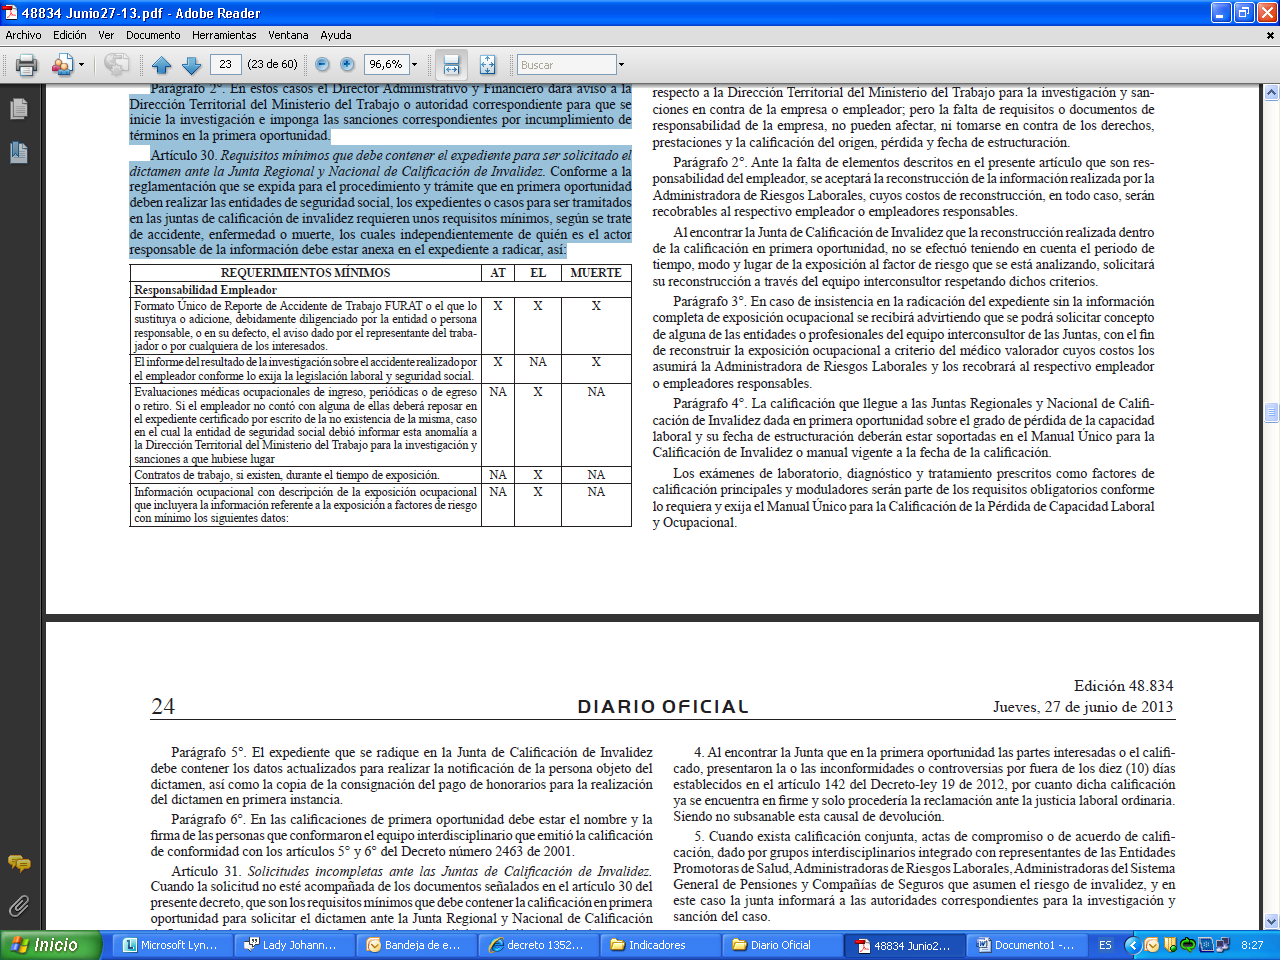 48834 Junio27-13.pdf - Adobe Reader
Archivo Edición Ver Documento Herramientas Ventana Ayuda
23 (23 de 60) 96,6% Buscar
Parágrafo 2°. En estos casos el Director Administrativo y Financiero dará aviso a la
Dirección Territorial del Ministerio del Trabajo o autoridad correspondiente para que se
inicie la investigación e imponga las sanciones correspondientes por incumplimiento de
términos en la primera oportunidad.
Artículo 30. Requisitos mínimos que debe contener el expediente para ser solicitado el
dictamen ante la Junta Regional y Nacional de Calificación de Invalidez. Conforme a la
reglamentación que se expida para el procedimiento y trámite que en primera oportunidad
deben realizar las entidades de seguridad social, los expedientes o casos para ser tramitados
en las juntas de calificación de invalidez requieren unos requisitos mínimos, según se trate
de accidente, enfermedad o muerte, los cuales independientemente de quién es el actor
responsable de la información debe estar anexa en el expediente a radicar, así:
REQUERIMIENTOS MÍNIMOS AT EL MUERTE
Responsabilidad Empleador
Formato Único de Reporte de Accidente de Trabajo FURAT o el que lo X X X
sustituya o adicione, debidamente diligenciado por la entidad o persona
responsable, o en su defecto, el aviso dado por el representante del traba-
jador o por cualquiera de los interesados.
El informe del resultado de la investigación sobre el accidente realizado por X NA X
el empleador conforme lo exija la legislación laboral y seguridad social.
Evaluaciones médicas ocupacionales de ingreso, periódicas o de egreso NA X NA
o retiro. Si el empleador no contó con alguna de ellas deberá reposar en
el expediente certificado por escrito de la no existencia de la misma, caso
en el cual la entidad de seguridad social debió informar esta anomalía a
la Dirección Territorial del Ministerio del Trabajo para la investigación y
sanciones a que hubiese lugar
Contratos de trabajo, si existen, durante el tiempo de exposición. NA X NA
Información ocupacional con descripción de la exposición ocupacional NA X NA
que incluyera la información referente a la exposición a factores de riesgo
con mínimo los siguientes datos:
respecto a la Dirección Territorial del Ministerio del Trabajo para la investigación y san-
ciones en contra de la empresa o empleador; pero la falta de requisitos o documentos de
responsabilidad de la empresa, no pueden afectar, ni tomarse en contra de los derechos,
prestaciones y la calificación del origen, pérdida y fecha de estructuración.
Parágrafo 2°. Ante la falta de elementos descritos en el presente artículo que son res-
ponsabilidad del empleador, se aceptará la reconstrucción de la información realizada por la
Administradora de Riesgos Laborales, cuyos costos de reconstrucción, en todo caso, serán
recobrables al respectivo empleador o empleadores responsables.
Al encontrar la Junta de Calificación de Invalidez que la reconstrucción realizada dentro
de la calificación en primera oportunidad, no se efectuó teniendo en cuenta el periodo de
tiempo, modo y lugar de la exposición al factor de riesgo que se está analizando, solicitará
su reconstrucción a través del equipo interconsultor respetando dichos criterios.
Parágrafo 3°. En caso de insistencia en la radicación del expediente sin la información
completa de exposición ocupacional se recibirá advirtiendo que se podrá solicitar concepto
de alguna de las entidades o profesionales del equipo interconsultor de las Juntas, con el fin
de reconstruir la exposición ocupacional a criterio del médico valorador cuyos costos los
asumirá la Administradora de Riesgos Laborales y los recobrará al respectivo empleador
o empleadores responsables.
Parágrafo 4°. La calificación que llegue a las Juntas Regionales y Nacional de Califi-
cación de Invalidez dada en primera oportunidad sobre el grado de pérdida de la capacidad
laboral y su fecha de estructuración deberán estar soportadas en el Manual Único para la
Calificación de Invalidez o manual vigente a la fecha de la calificación.
Los exámenes de laboratorio, diagnóstico y tratamiento prescritos como factores de
calificación principales y moduladores serán parte de los requisitos obligatorios conforme
lo requiera y exija el Manual Único para la Calificación de la Pérdida de Capacidad Laboral
y Ocupacional.
24 DIARIO OFICIAL
Edición 48.834
Jueves, 27 de junio de 2013
Parágrafo 5°. El expediente que se radique en la Junta de Calificación de Invalidez
debe contener los datos actualizados para realizar la notificación de la persona objeto del
dictamen, así como la copia de la consignación del pago de honorarios para la realización
del dictamen en primera instancia.
Parágrafo 6°. En las calificaciones de primera oportunidad debe estar el nombre y la
firma de las personas que conformaron el equipo interdisciplinario que emitió la calificación
de conformidad con los artículos 5° y 6° del Decreto número 2463 de 2001.
Artículo 31. Solicitudes incompletas ante las Juntas de Calificación de Invalidez.
Cuando la solicitud no esté acompañada de los documentos señalados en el artículo 30 del
presente decreto, que son los requisitos mínimos que debe contener la calificación en primera
oportunidad para solicitar el dictamen ante la Junta Regional y Nacional de Calificación
4. Al encontrar la Junta que en la primera oportunidad las partes interesadas o el califi-
cado, presentaron la o las inconformidades o controversias por fuera de los diez (10) días
establecidos en el artículo 142 del Decreto-ley 19 de 2012, por cuanto dicha calificación
ya se encuentra en firme y solo procedería la reclamación ante la justicia laboral ordinaria.
Siendo no subsanable esta causal de devolución.
5. Cuando exista calificación conjunta, actas de compromiso o de acuerdo de califi-
cación, dado por grupos interdisciplinarios integrado con representantes de las Entidades
Promotoras de Salud, Administradoras de Riesgos Laborales, Administradoras del Sistema
General de Pensiones y Compañías de Seguros que asumen el riesgo de invalidez, y en
este caso la junta informará a las autoridades correspondientes para la investigación y
sanción del caso.
Inicio Microsoft Lyn... Lady Johann... Bandeja de e... decreto 1352... Indicadores Diario Oficial 48834 Junio2... Documento1 -... ES 8:27